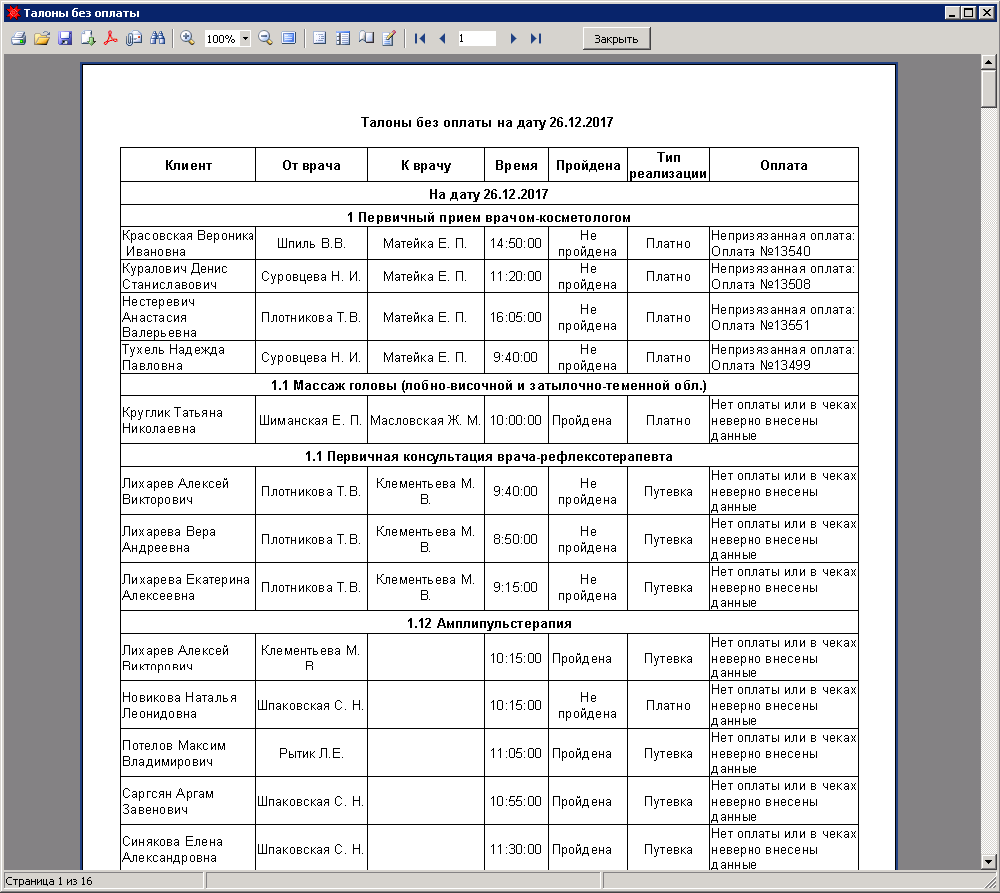 Талоны без оплаты
100%
1
Закрыть
Талоны без оплаты на дату 26.12.2017
Клиент От врача К врачу Время Пройдена Тип реализации Оплата
На дату 26.12.2017
1 Первичный прием врачом-косметологом
Красовская Вероника Ивановна Шпиль В.В. Матейка Е. П. 14:50:00 Не пройдена Платно Непривязанная оплата: Оплата №13540
Куралович Денис Станиславович Суровцева Н. И. Матейка Е. П. 11:20:00 Не пройдена Платно Непривязанная оплата: Оплата №13508
Нестеревич Анастасия Валерьевна Плотникова Т.В. Матейка Е. П. 16:05:00 Не пройдена Платно Непривязанная оплата: Оплата №13551
Тухель Надежда Павловна Суровцева Н. И. Матейка Е. П. 9:40:00 Не пройдена Платно Непривязанная оплата: Оплата №13499
1.1 Массаж головы (лобно-височной и затылочно-теменной обл.)
Круглик Татьяна Николаевна Шиманская Е. П. Масловская Ж. М. 10:00:00 Пройдена Платно Нет оплаты или в чеках неверно внесены данные
1.1 Первичная консультация врача-рефлексотерапевта
Лихарев Алексей Викторович Плотникова Т.В. Клементьева М. В. 9:40:00 Не пройдена Путевка Нет оплаты или в чеках неверно внесены данные
Лихарева Вера Андреевна Плотникова Т.В. Клементьева М. В. 8:50:00 Не пройдена Путевка Нет оплаты или в чеках неверно внесены данные
Лихарева Екатерина Алексеевна Плотникова Т.В. Клементьева М. В. 9:15:00 Не пройдена Путевка Нет оплаты или в чеках неверно внесены данные
1.12 Амплипульстерапия
Лихарев Алексей Викторович Клементьева М. В. 10:15:00 Пройдена Путевка Нет оплаты или в чеках неверно внесены данные
Новикова Наталья Леонидовна Шпаковская С. Н. 10:15:00 Не пройдена Платно Нет оплаты или в чеках неверно внесены данные
Потелов Максим Владимирович Рытик Л.Е. 11:05:00 Пройдена Путевка Нет оплаты или в чеках неверно внесены данные
Саргсян Аргам Завенович Шпаковская С. Н. 10:55:00 Пройдена Путевка Нет оплаты или в чеках неверно внесены данные
Синякова Елена Александровна Шпаковская С. Н. 11:30:00 Пройдена Путевка Нет оплаты или в чеках неверно внесены данные
Страница 1 из 16